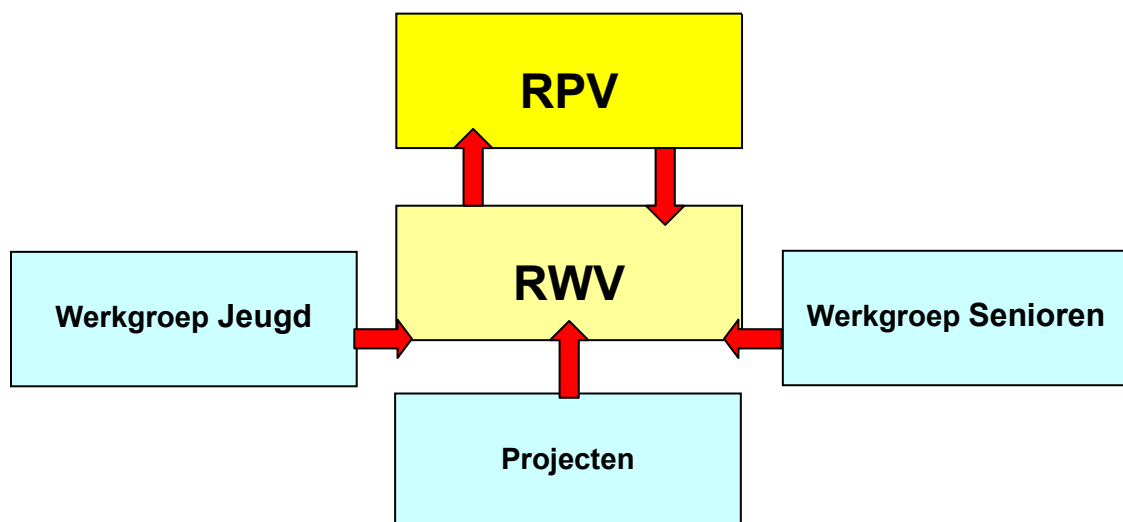 RPV
RWV
Werkgroep Jeugd
Werkgroep Senioren
Projecten